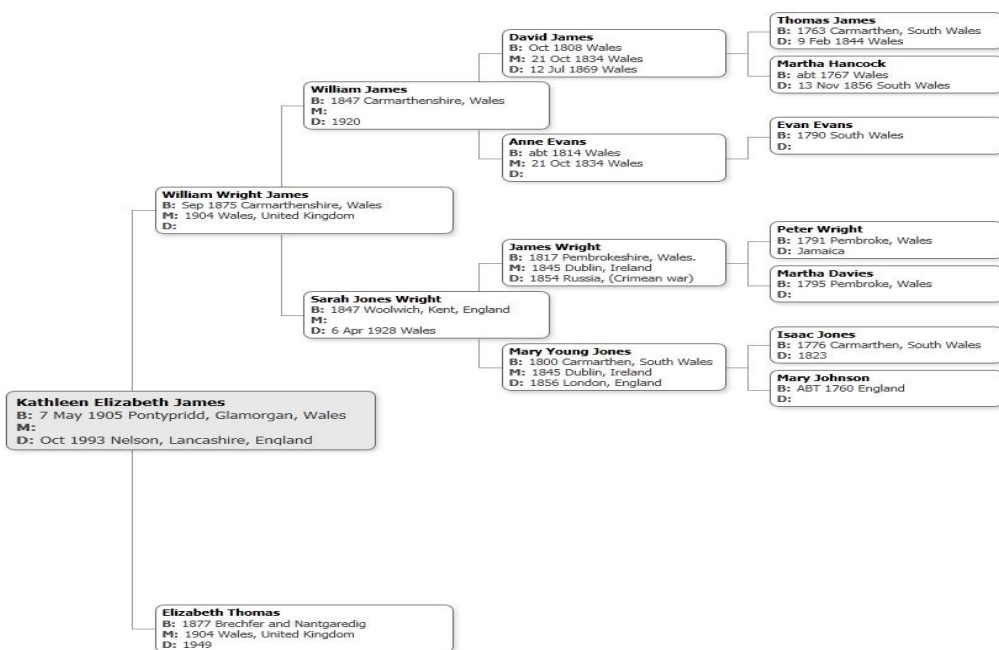 Thomas James
B: 1763 Carmarthen, South Wales
D: 9 Feb 1844 Wales
David James
B: Oct 1808 Wales
M: 21 Oct 1834 Wales
D: 12 Jul 1869 Wales
Martha Hancock
B: abt 1767 Wales
D: 13 Nov 1856 South Wales
William James
B: 1847 Carmarthenshire, Wales
M:
D: 1920
Evan Evans
B: 1790 South Wales
D:
Anne Evans
B: abt 1814 Wales
M: 21 Oct 1834 Wales
D:
William Wright James
B: Sep 1875 Carmarthenshire, Wales
M: 1904 Wales, United Kingdom
D:
Peter Wright
B: 1791 Pembroke, Wales
D: Jamaica
James Wright
B: 1817 Pembrokeshire, Wales.
M: 1845 Dublin, Ireland
D: 1854 Russia, (Crimean war)
Martha Davies
B: 1795 Pembroke, Wales
D:
Sarah Jones Wright
B: 1847 Woolwich, Kent, England
M:
D: 6 Apr 1928 Wales
Isaac Jones
B: 1776 Carmarthen, South Wales
D: 1823
Mary Young Jones
B: 1800 Carmarthen, South Wales
M: 1845 Dublin, Ireland
D: 1856 London, England
Mary Johnson
B: ABT 1760 England
D:
Kathleen Elizabeth James
B: 7 May 1905 Pontypridd, Glamorgan, Wales
M:
D: Oct 1993 Nelson, Lancashire, England
Elizabeth Thomas
B: 1877 Brechfer and Nantgaredig
M: 1904 Wales, United Kingdom
D: 1949